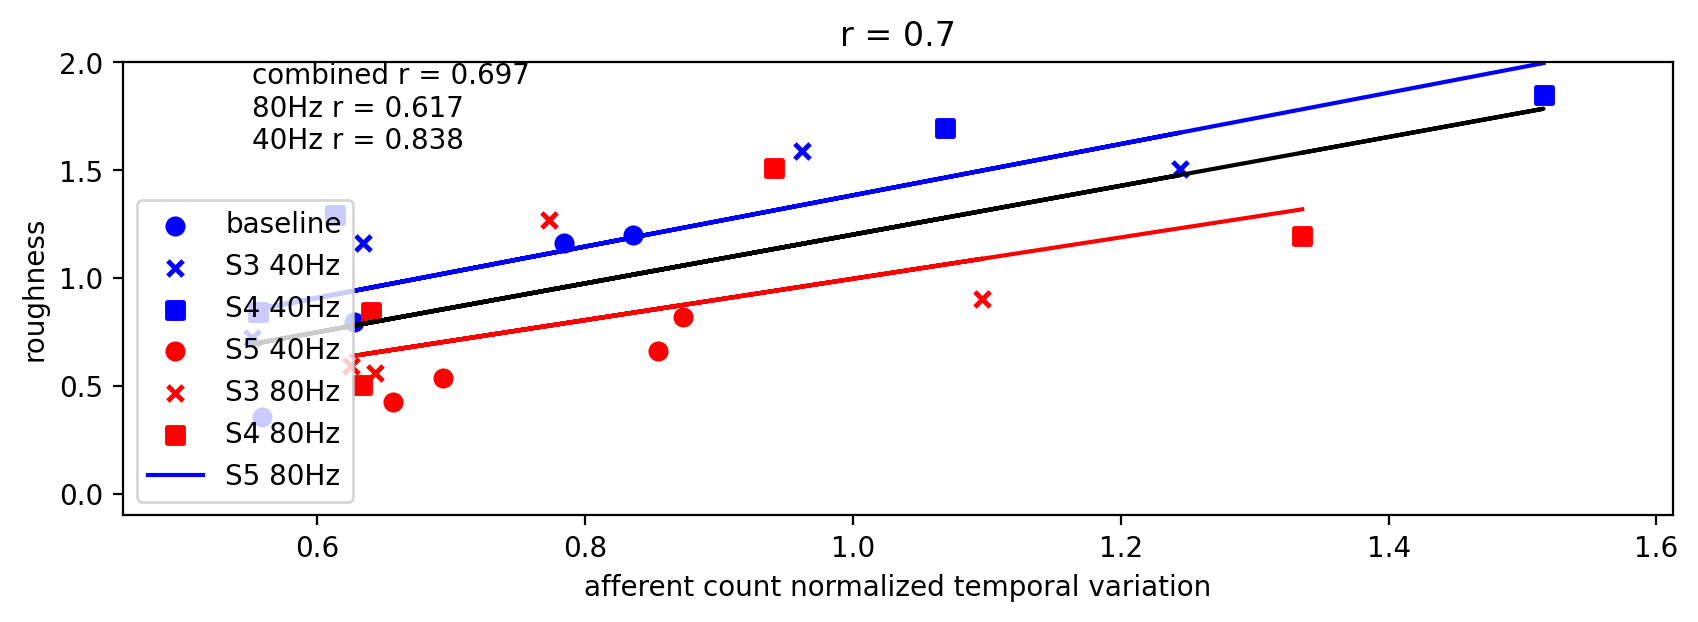 r = 0.7
combined r = 0.697
80Hz r = 0.617
40Hz r = 0.838
baseline
S3 40Hz
S4 40Hz
S5 40Hz
S3 80Hz
S4 80Hz
S5 80Hz
roughness
2.0
1.5
1.0
0.5
0.0
0.6 0.8 1.0 1.2 1.4 1.6
afferent count normalized temporal variation